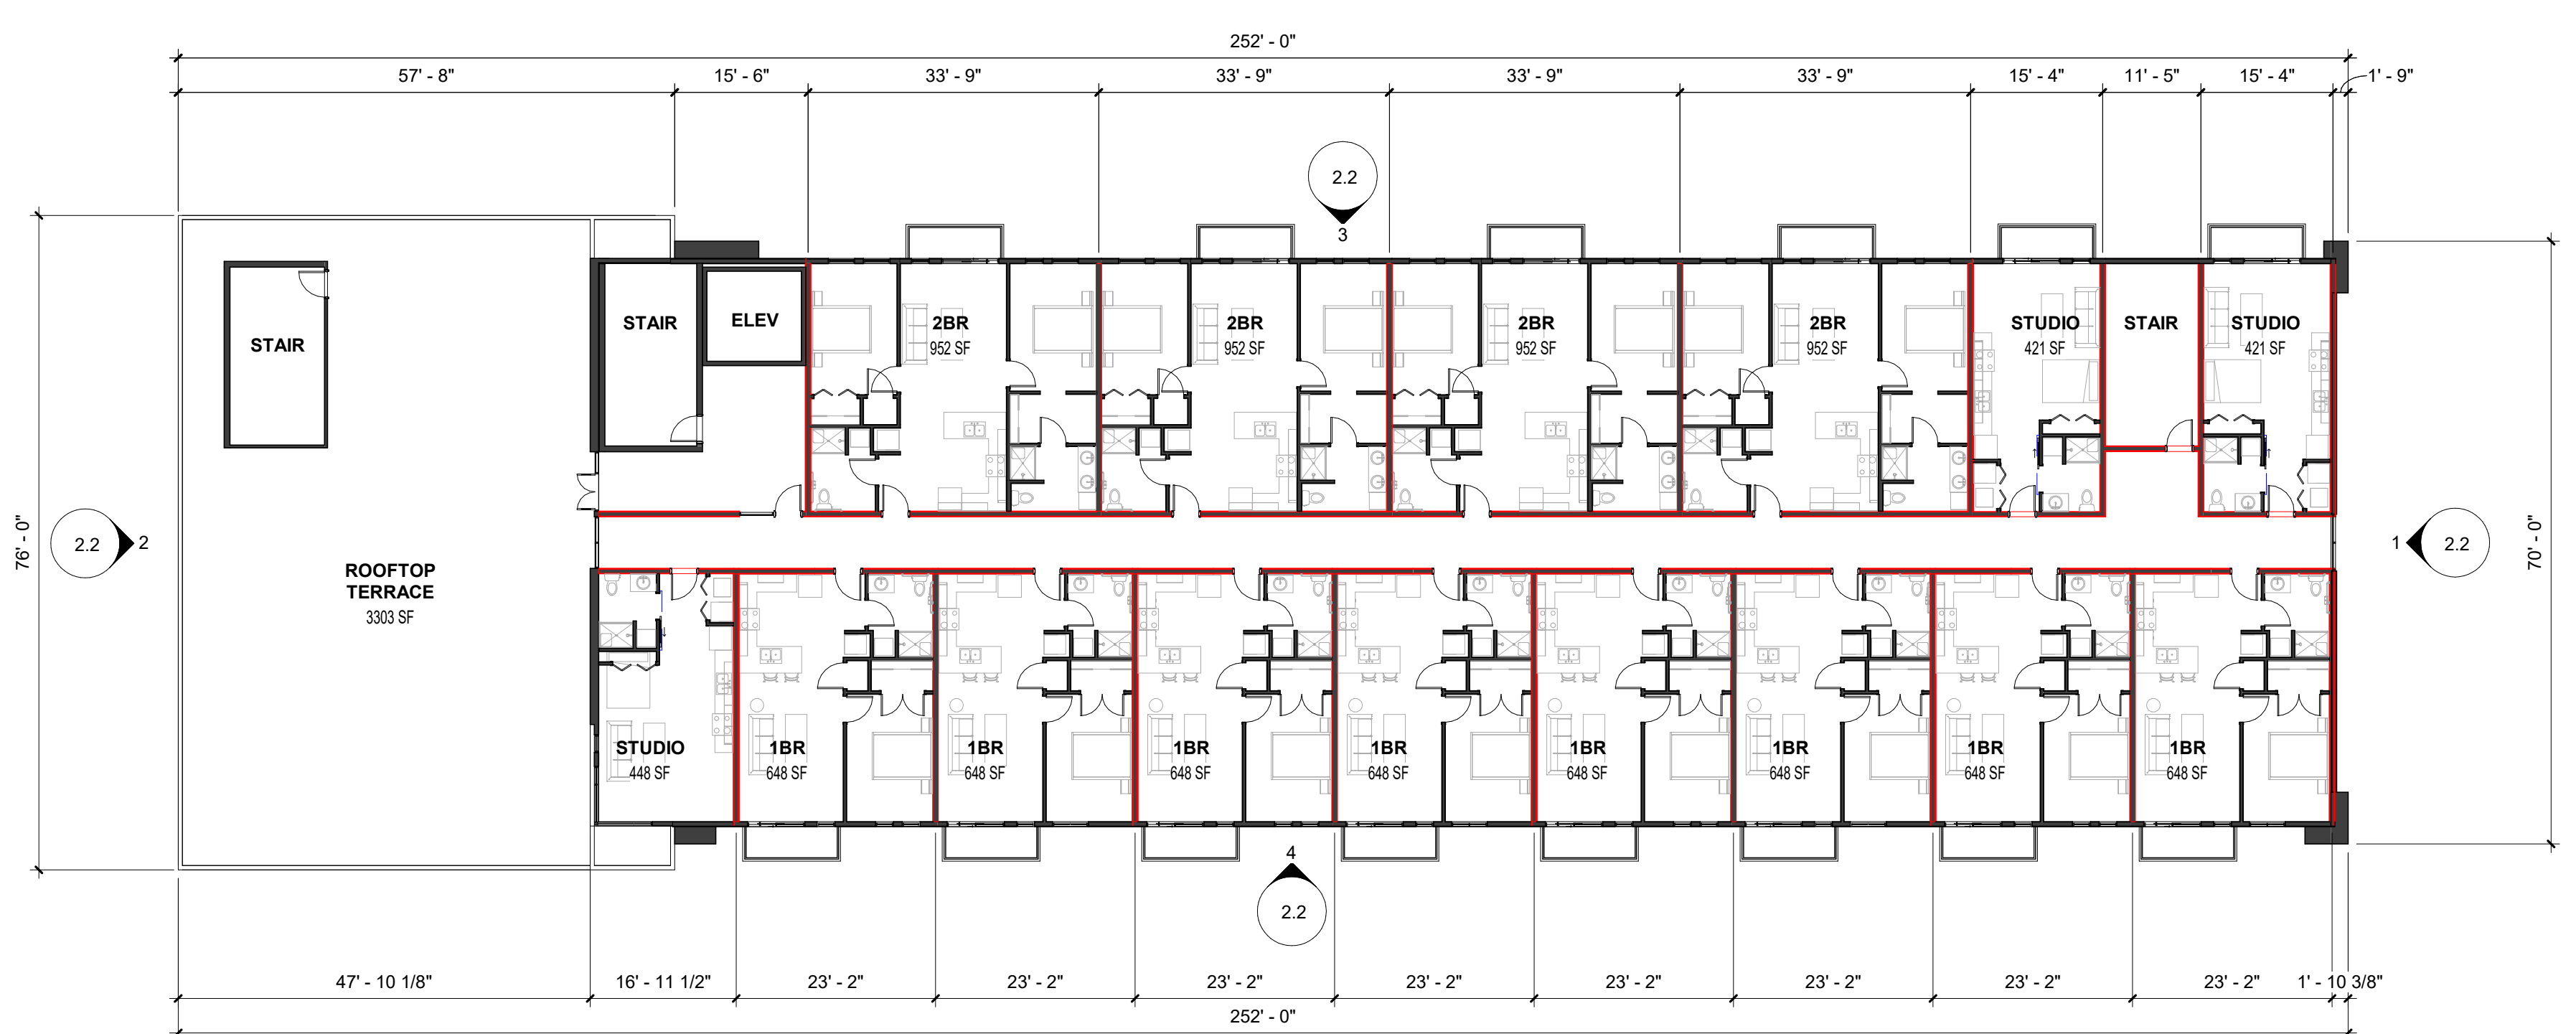 252' - 0"
57' - 8" 15' - 6" 33' - 9" 33' - 9" 33' - 9" 33' - 9" 15' - 4" 11' - 5" 15' - 4" 1' - 9"
2.2
3
STAIR
STAIR
ELEV
2BR
952 SF
2BR
952 SF
2BR
952 SF
2BR
952 SF
STUDIO
421 SF
STAIR
STUDIO
421 SF
76' - 0"
2.2 2
ROOFTOP
TERRACE
3303 SF
1 2.2
70' - 0"
STUDIO
448 SF
1BR
648 SF
1BR
648 SF
1BR
648 SF
1BR
648 SF
1BR
648 SF
1BR
648 SF
1BR
648 SF
1BR
648 SF
4
2.2
47' - 10 1/8" 16' - 11 1/2" 23' - 2" 23' - 2" 23' - 2" 23' - 2" 23' - 2" 23' - 2" 23' - 2" 23' - 2" 1' - 10 3/8"
252' - 0"